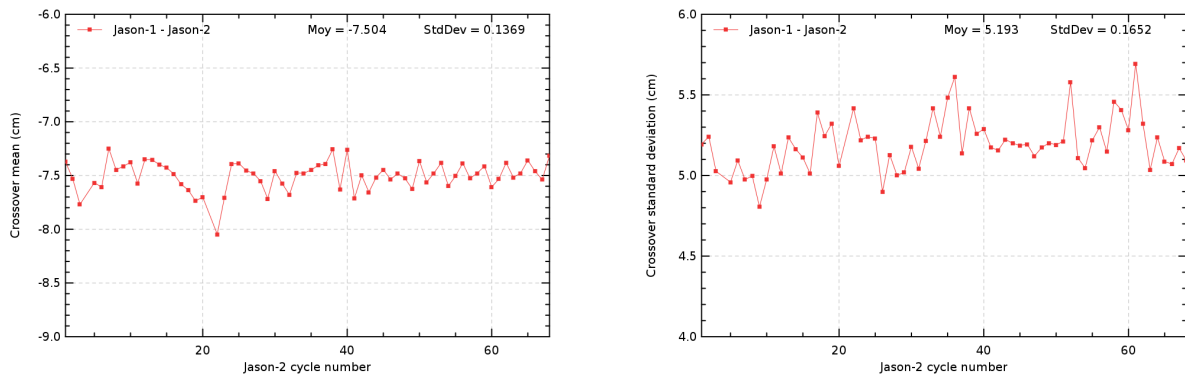 Jason-1 - Jason-2 Moy = -7.504 StdDev = 0.1369
-6.0
-6.5
-7.0
-7.5
-8.0
-8.5
-9.0
Crossover mean (cm)
20 40 60
Jason-2 cycle number
Jason-1 - Jason-2 Moy = 5.193 StdDev = 0.1652
6.0
5.5
5.0
4.5
4.0
Crossover standard deviation (cm)
20 40 60
Jason-2 cycle number